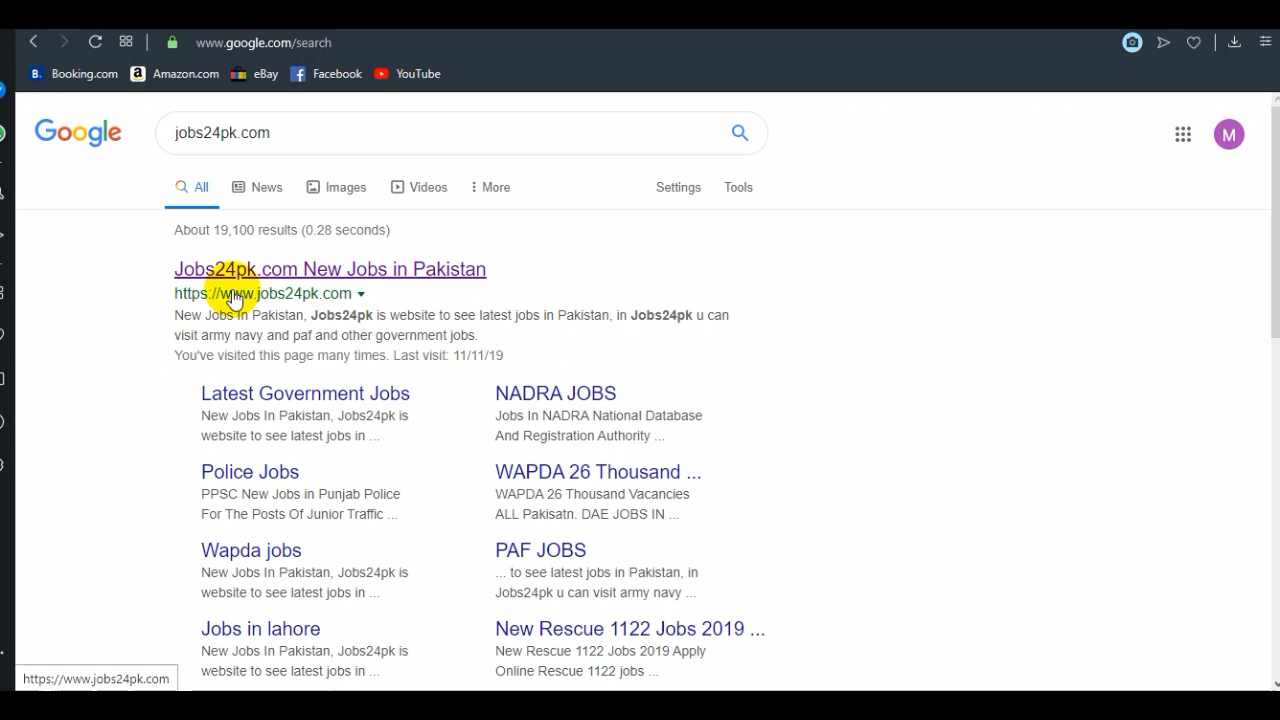 www.google.com/search
B. Booking.com a Amazon.com eBay f Facebook YouTube
Google
jobs24pk.com
M
All News Images Videos More Settings Tools
About 19,100 results (0.28 seconds)
Jobs24pk.com New Jobs in Pakistan
https://www.jobs24pk.com
New Jobs In Pakistan, Jobs24pk is website to see latest jobs in Pakistan, in Jobs24pk u can
visit army navy and paf and other government jobs.
You've visited this page many times. Last visit: 11/11/19
Latest Government Jobs
New Jobs In Pakistan, Jobs24pk is
website to see latest jobs in ...
NADRA JOBS
Jobs In NADRA National Database
And Registration Authority ...
Police Jobs
PPSC New Jobs in Punjab Police
For The Posts Of Junior Traffic ...
WAPDA 26 Thousand ...
WAPDA 26 Thousand Vacancies
ALL Pakisatn. DAE JOBS IN ...
Wapda jobs
New Jobs In Pakistan, Jobs24pk is
website to see latest jobs in ...
PAF JOBS
... to see latest jobs in Pakistan, in
Jobs24pk u can visit army navy ...
Jobs in lahore
New Jobs In Pakistan, Jobs24pk is
website to see latest jobs in ...
New Rescue 1122 Jobs 2019 ...
New Rescue 1122 Jobs 2019 Apply
Online Rescue 1122 jobs ...
https://www.jobs24pk.com